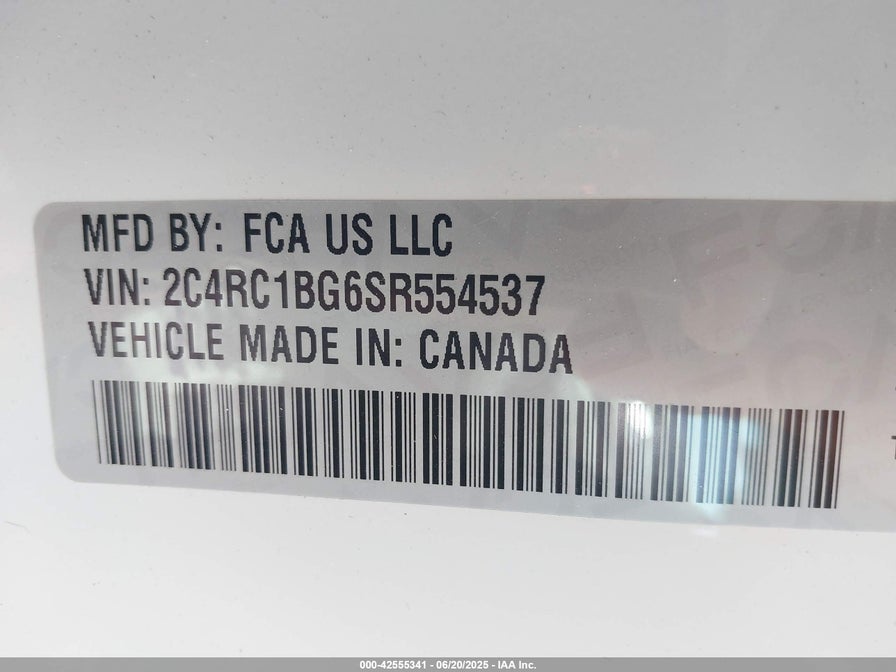 MFD BY: FCA US LLC
VIN: 2C4RC1BG6SR554537
VEHICLE MADE IN: CANADA
000-42555341 - 06/20/2025 - IAA Inc.